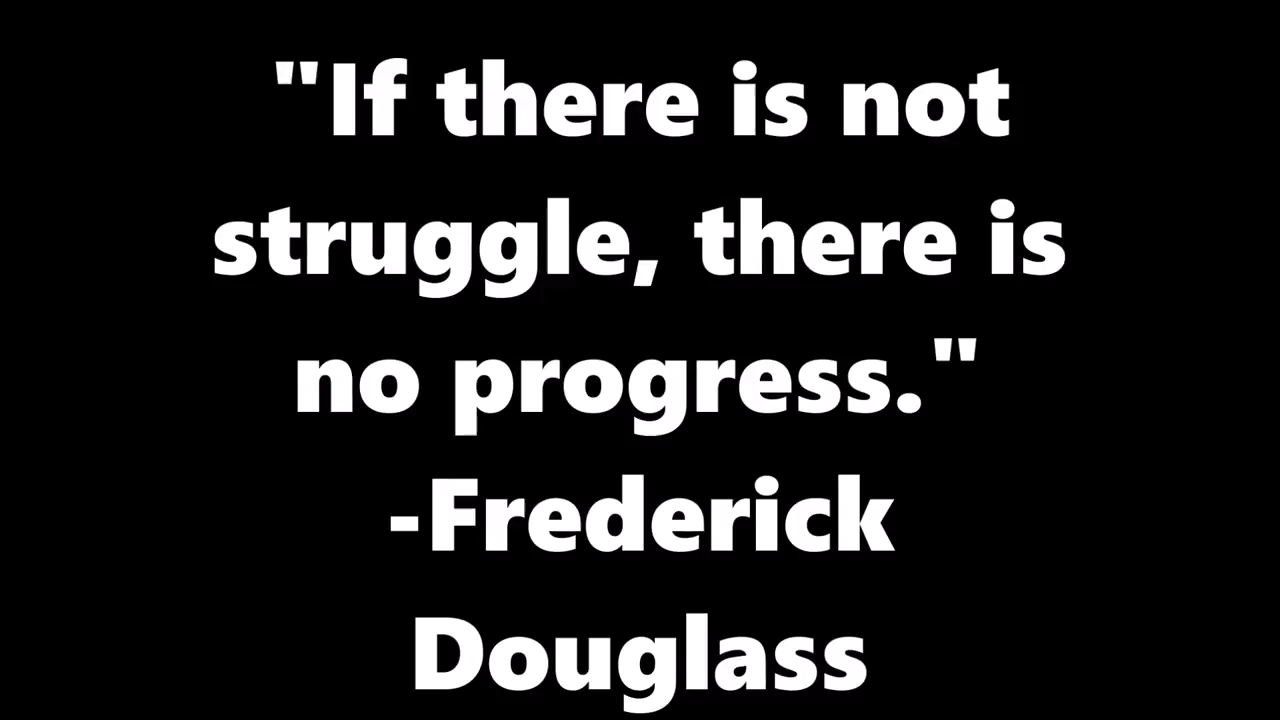 "If there is not
struggle, there is
no progress."
-Frederick
Douglass